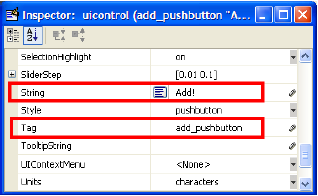 Inspector: uicontrol (add_pushbutton "A...
SelectionHighlight on
SliderStep [0.01 0.1]
String Add!
Style pushbutton
Tag add_pushbutton
TooltipString
UIContextMenu <None>
Units characters